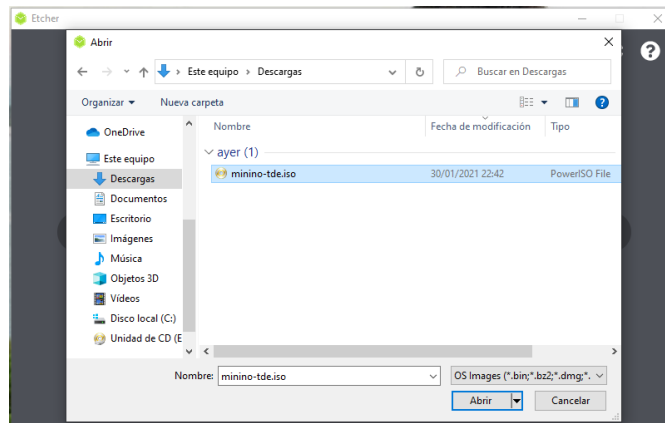 Etcher
Abrir
Este equipo > Descargas
Buscar en Descargas
Organizar
Nueva carpeta
?
?
Nombre
Fecha de modificación
Tipo
OneDrive
Este equipo
Descargas
Documentos
Escritorio
Imágenes
Música
Objetos 3D
Vídeos
Disco local (C:)
Unidad de CD (E
ayer (1)
minino-tde.iso
30/01/2021 22:42
PowerISO File
Nombre: minino-tde.iso
OS Images (*.bin;*.bz2;*.dmg;*.
Abrir
Cancelar